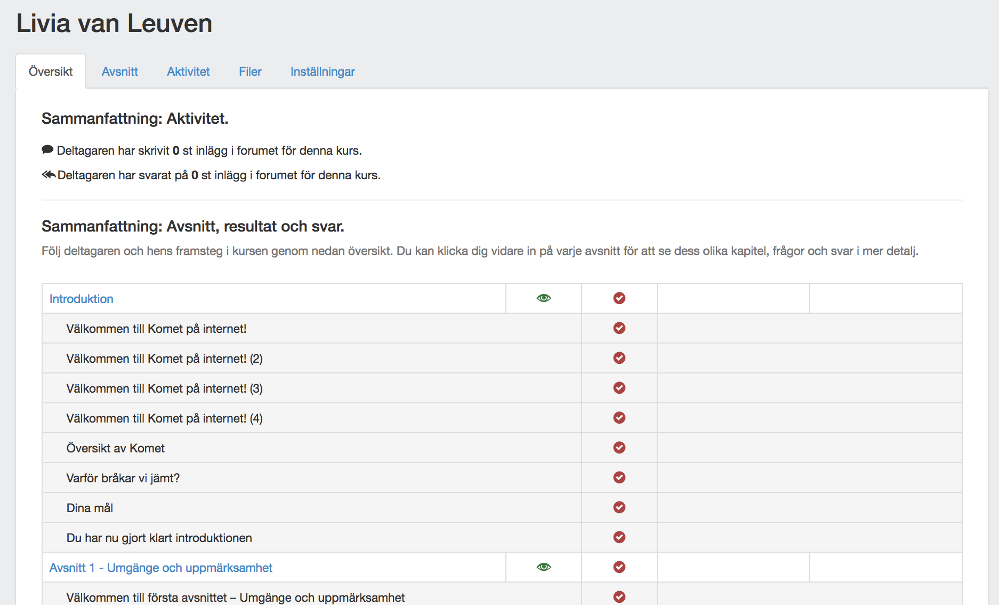 Livia van Leuven
Översikt Avsnitt Aktivitet Filer Inställningar
Sammanfattning: Aktivitet.
Deltagaren har skrivit 0 st inlägg i forumet för denna kurs.
Deltagaren har svarat på 0 st inlägg i forumet för denna kurs.
Sammanfattning: Avsnitt, resultat och svar.
Följ deltagaren och hens framsteg i kursen genom nedan översikt. Du kan klicka dig vidare in på varje avsnitt för att se dess olika kapitel, frågor och svar i mer detalj.
Introduktion
Välkommen till Komet på internet!
Välkommen till Komet på internet! (2)
Välkommen till Komet på internet! (3)
Välkommen till Komet på internet! (4)
Översikt av Komet
Varför bråkar vi jämt?
Dina mål
Du har nu gjort klart introduktionen
Avsnitt 1 - Umgänge och uppmärksamhet
Välkommen till första avsnittet – Umgänge och uppmärksamhet